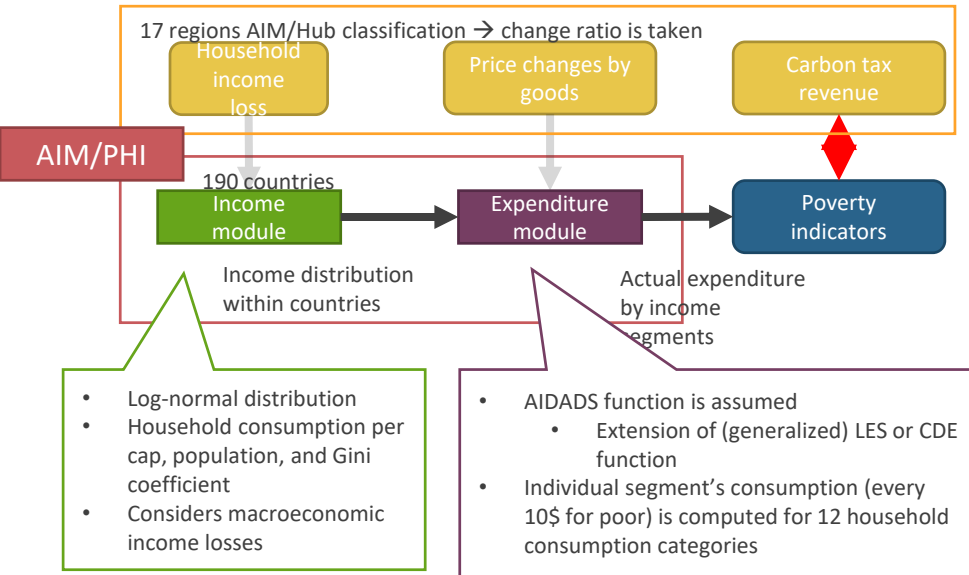 17 regions AIM/Hub classification → change ratio is taken
Household
income
loss
Price changes by
goods
Carbon tax
revenue
AIM/PHI
190 countries
Income
module
Expenditure
module
Poverty
indicators
Income distribution
within countries
Actual expenditure
by income
segments
• Log-normal distribution
• Household consumption per
cap, population, and Gini
coefficient
• Considers macroeconomic
income losses
• AIDADS function is assumed
• Extension of (generalized) LES or CDE
function
• Individual segment's consumption (every
10$ for poor) is computed for 12 household
consumption categories